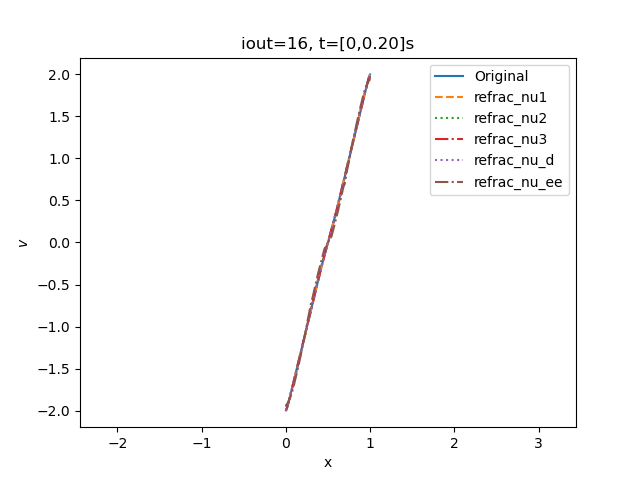 iout=16, t=[0,0.20]s
Original
refrac_nu1
refrac_nu2
refrac_nu3
refrac_nu_d
refrac_nu_ee
2.0
1.5
1.0
0.5
0.0
−0.5
−1.0
−1.5
−2.0
v
−2
−1
0
1
2
3
x